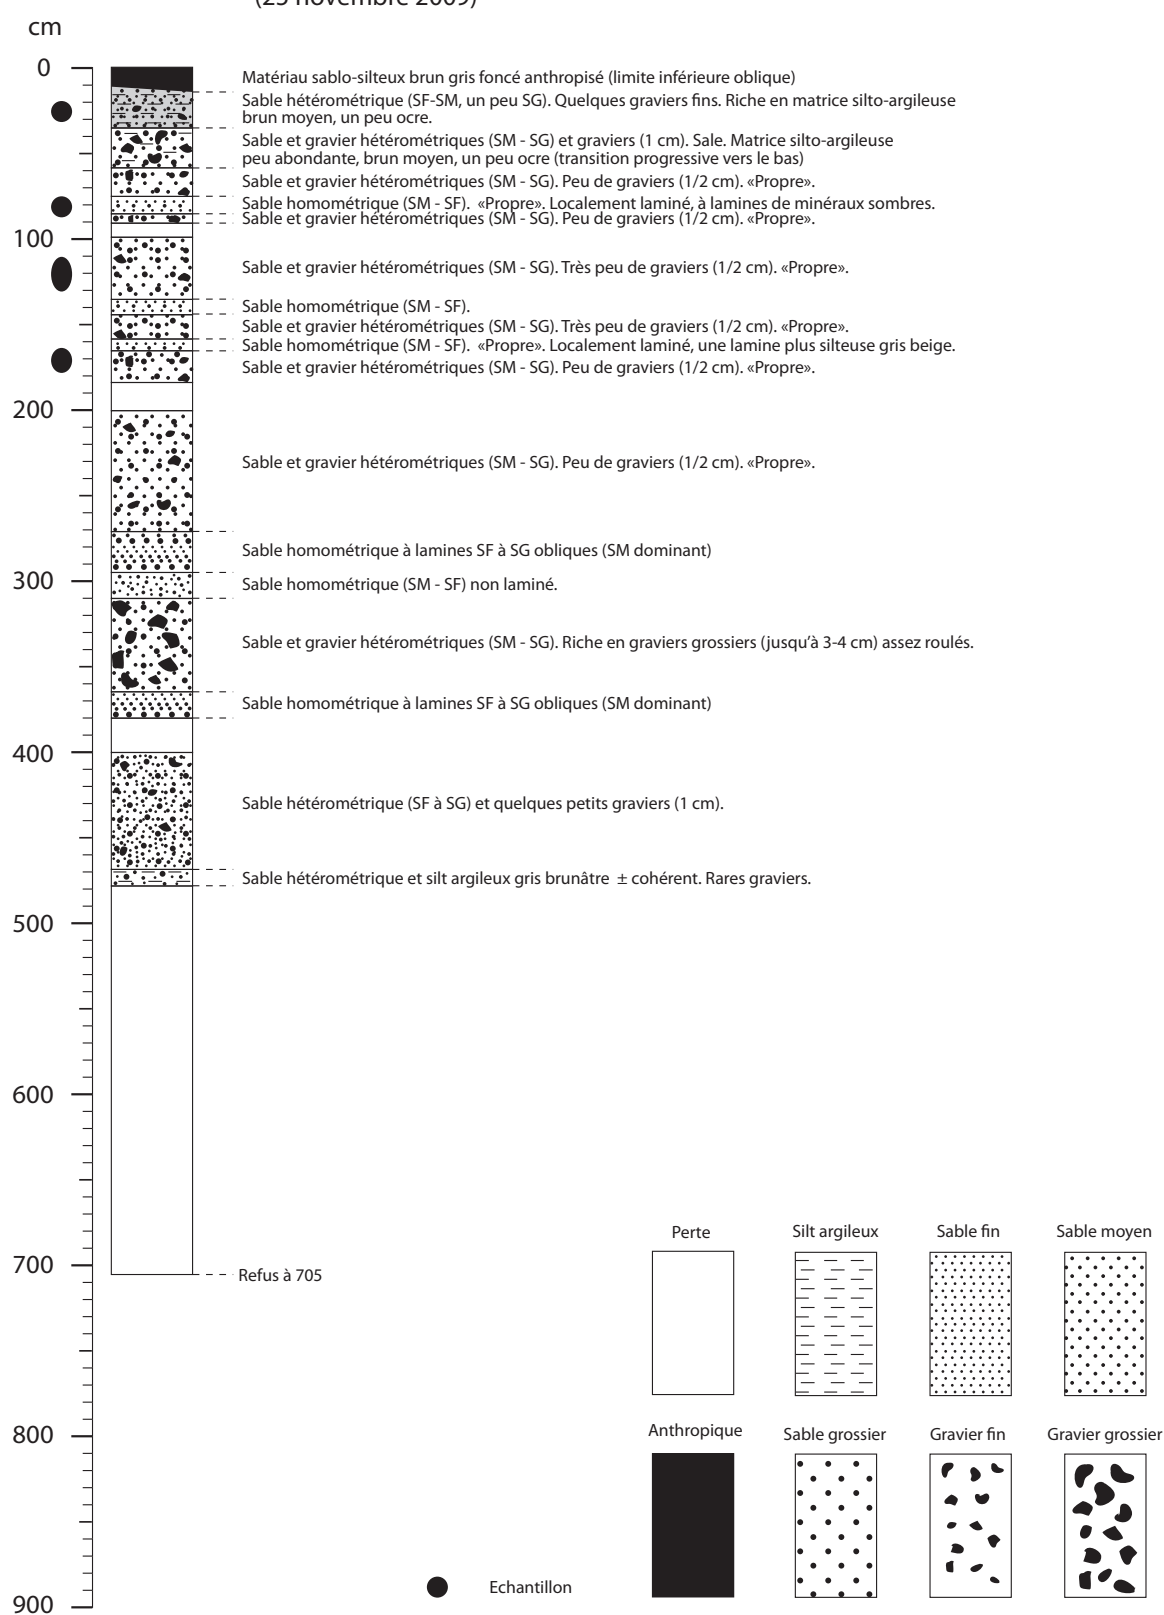 (25 novembre 2009)
cm
0
Matériau sablo-silteux brun gris foncé anthropisé (limite inférieure oblique)
Sable hétérométrique (SF-SM, un peu SG). Quelques graviers fins. Riche en matrice silto-argileuse
brun moyen, un peu ocre.
Sable et gravier hétérométriques (SM - SG) et graviers (1 cm). Sale. Matrice silto-argileuse
peu abondante, brun moyen, un peu ocre (transition progressive vers le bas)
Sable et gravier hétérométriques (SM - SG). Peu de graviers (1/2 cm). «Propre».
Sable homométrique (SM - SF). «Propre». Localement laminé, à lamines de minéraux sombres.
Sable et gravier hétérométriques (SM - SG). Peu de graviers (1/2 cm). «Propre».
100
Sable et gravier hétérométriques (SM - SG). Très peu de graviers (1/2 cm). «Propre».
Sable homométrique (SM - SF).
Sable et gravier hétérométriques (SM - SG). Très peu de graviers (1/2 cm). «Propre».
Sable homométrique (SM - SF). «Propre». Localement laminé, une lamine plus silteuse gris beige.
Sable et gravier hétérométriques (SM - SG). Peu de graviers (1/2 cm). «Propre».
200
Sable et gravier hétérométriques (SM - SG). Peu de graviers (1/2 cm). «Propre».
Sable homométrique à lamines SF à SG obliques (SM dominant)
300
Sable homométrique (SM - SF) non laminé.
Sable et gravier hétérométriques (SM - SG). Riche en graviers grossiers (jusqu'à 3-4 cm) assez roulés.
Sable homométrique à lamines SF à SG obliques (SM dominant)
400
Sable hétérométrique (SF à SG) et quelques petits graviers (1 cm).
Sable hétérométrique et silt argileux gris brunâtre ± cohérent. Rares graviers.
500
600
700
Refus à 705
Perte
Silt argileux
Sable fin
Sable moyen
800
Anthropique
Sable grossier
Gravier fin
Gravier grossier
900
Echantillon